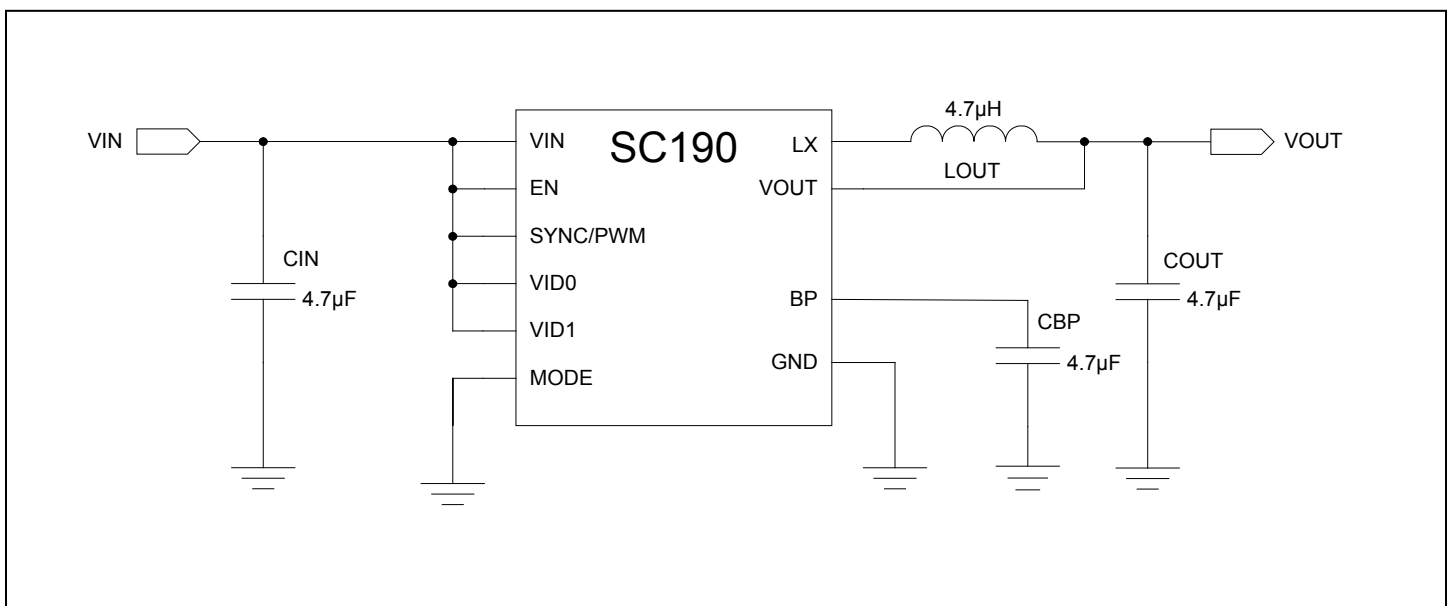 4.7µH
VIN
VIN
SC190
LX
VOUT
LOUT
EN
VOUT
SYNC/PWM
CIN
4.7µF
VID0
COUT
4.7µF
BP
VID1
CBP
4.7µF
GND
MODE